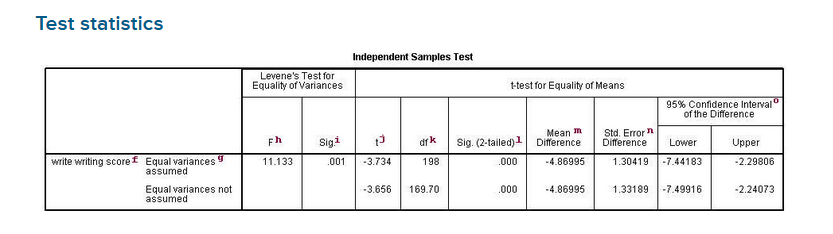 Test statistics
Independent Samples Test
Levene's Test for
Equality of Variances
t-test for Equality of Means
95% Confidence Interval o
of the Difference
F h Sig. i t j df k Sig. (2-tailed) l Mean m
Difference Std. Error n
Difference Lower Upper
write writing score f Equal variances g
assumed 11.133 .001 -3.734 198 .000 -4.86995 1.30419 -7.44183 -2.29806
Equal variances not
assumed -3.656 169.70 .000 -4.86995 1.33189 -7.49916 -2.24073